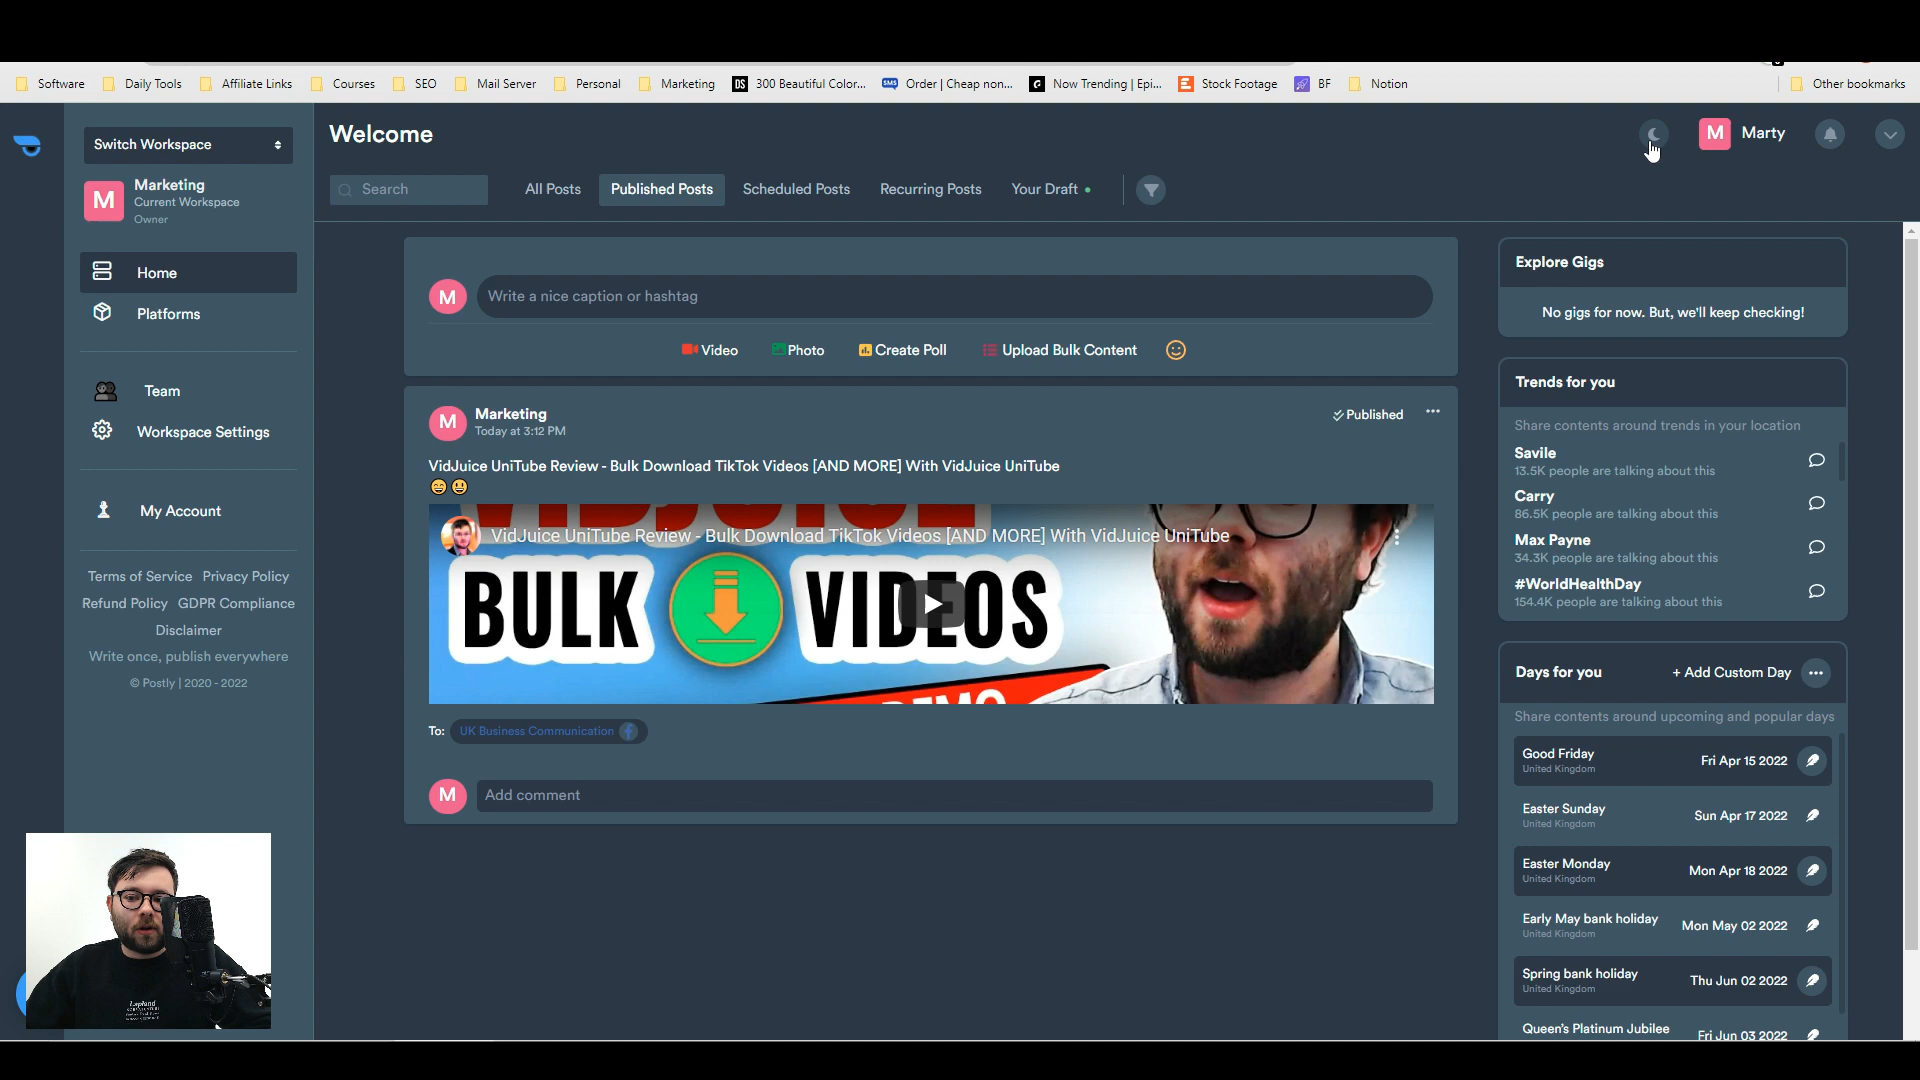 Software
Daily Tools
Affiliate Links
Courses
SEO
Mail Server
Personal
Marketing
DS
300 Beautiful Color...
SMS
Order | Cheap non...
Now Trending | Epi...
Stock Footage
BF
Notion
Other bookmarks
Switch Workspace
M
Marketing
Current Workspace
Owner
Home
Platforms
Team
Workspace Settings
My Account
Terms of Service Privacy Policy
Refund Policy GDPR Compliance
Disclaimer
Write once, publish everywhere
© Postly | 2020 - 2022
Welcome
M
Marty
Search
All Posts
Published Posts
Scheduled Posts
Recurring Posts
Your Draft
M
Write a nice caption or hashtag
Video
Photo
Create Poll
Upload Bulk Content
M
Marketing
Today at 3:12 PM
Published
VidJuice UniTube Review - Bulk Download TikTok Videos [AND MORE] With VidJuice UniTube
VIDJUICE
VidJuice UniTube Review - Bulk Download TikTok Videos [AND MORE] With VidJuice UniTube
BULK
VIDEOS
DEMO
To:
UK Business Communication
M
Add comment
Explore Gigs
No gigs for now. But, we'll keep checking!
Trends for you
Share contents around trends in your location
Savile
13.5K people are talking about this
Carry
86.5K people are talking about this
Max Payne
34.3K people are talking about this
#WorldHealthDay
154.4K people are talking about this
Days for you
+ Add Custom Day
Share contents around upcoming and popular days
Good Friday
United Kingdom
Fri Apr 15 2022
Easter Sunday
United Kingdom
Sun Apr 17 2022
Easter Monday
United Kingdom
Mon Apr 18 2022
Early May bank holiday
United Kingdom
Mon May 02 2022
Spring bank holiday
United Kingdom
Thu Jun 02 2022
Queen's Platinum Jubilee
Fri Jun 03 2022
Lapland